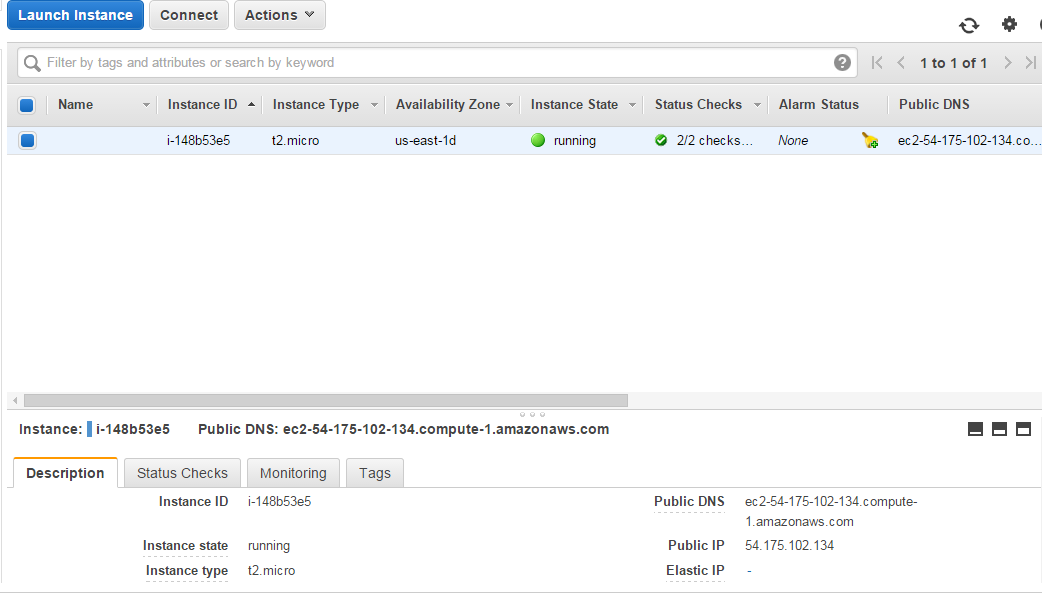 Launch Instance Connect Actions
Filter by tags and attributes or search by keyword 1 to 1 of 1
Name Instance ID Instance Type Availability Zone Instance State Status Checks Alarm Status Public DNS
i-148b53e5 t2.micro us-east-1d running 2/2 checks... None ec2-54-175-102-134.co...
Instance: i-148b53e5 Public DNS: ec2-54-175-102-134.compute-1.amazonaws.com
Description Status Checks Monitoring Tags
Instance ID i-148b53e5 Public DNS ec2-54-175-102-134.compute-
1.amazonaws.com
Instance state running Public IP 54.175.102.134
Instance type t2.micro Elastic IP -